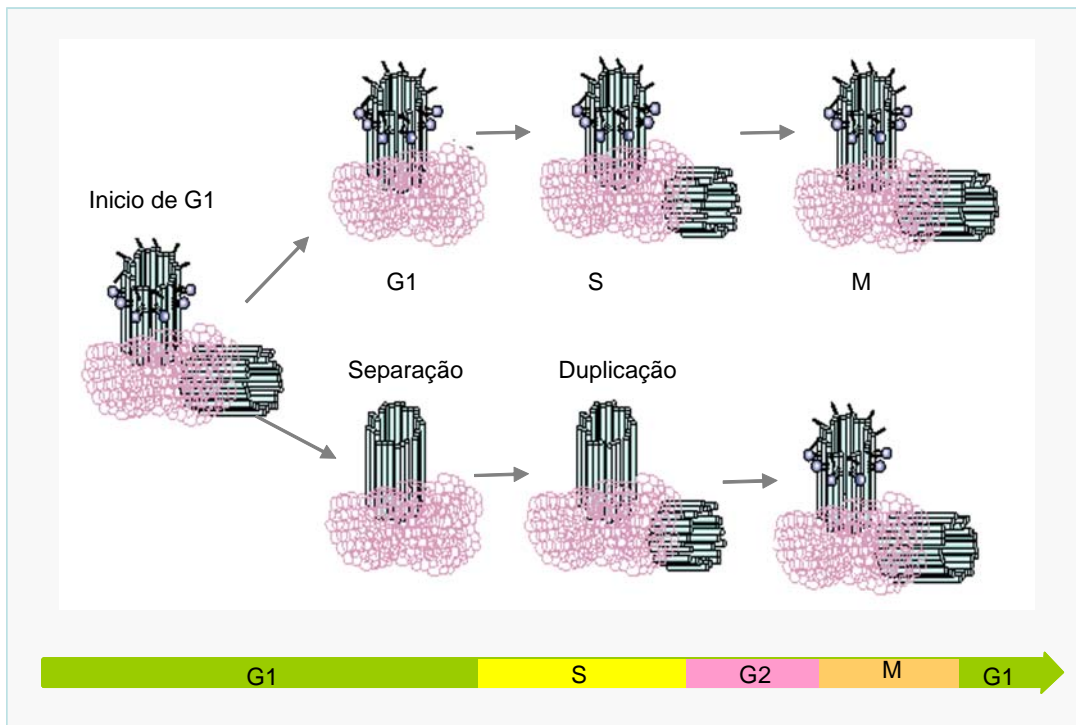 Inicio de G1
G1
S
M
Separação
Duplicação
G1
S
G2
M
G1